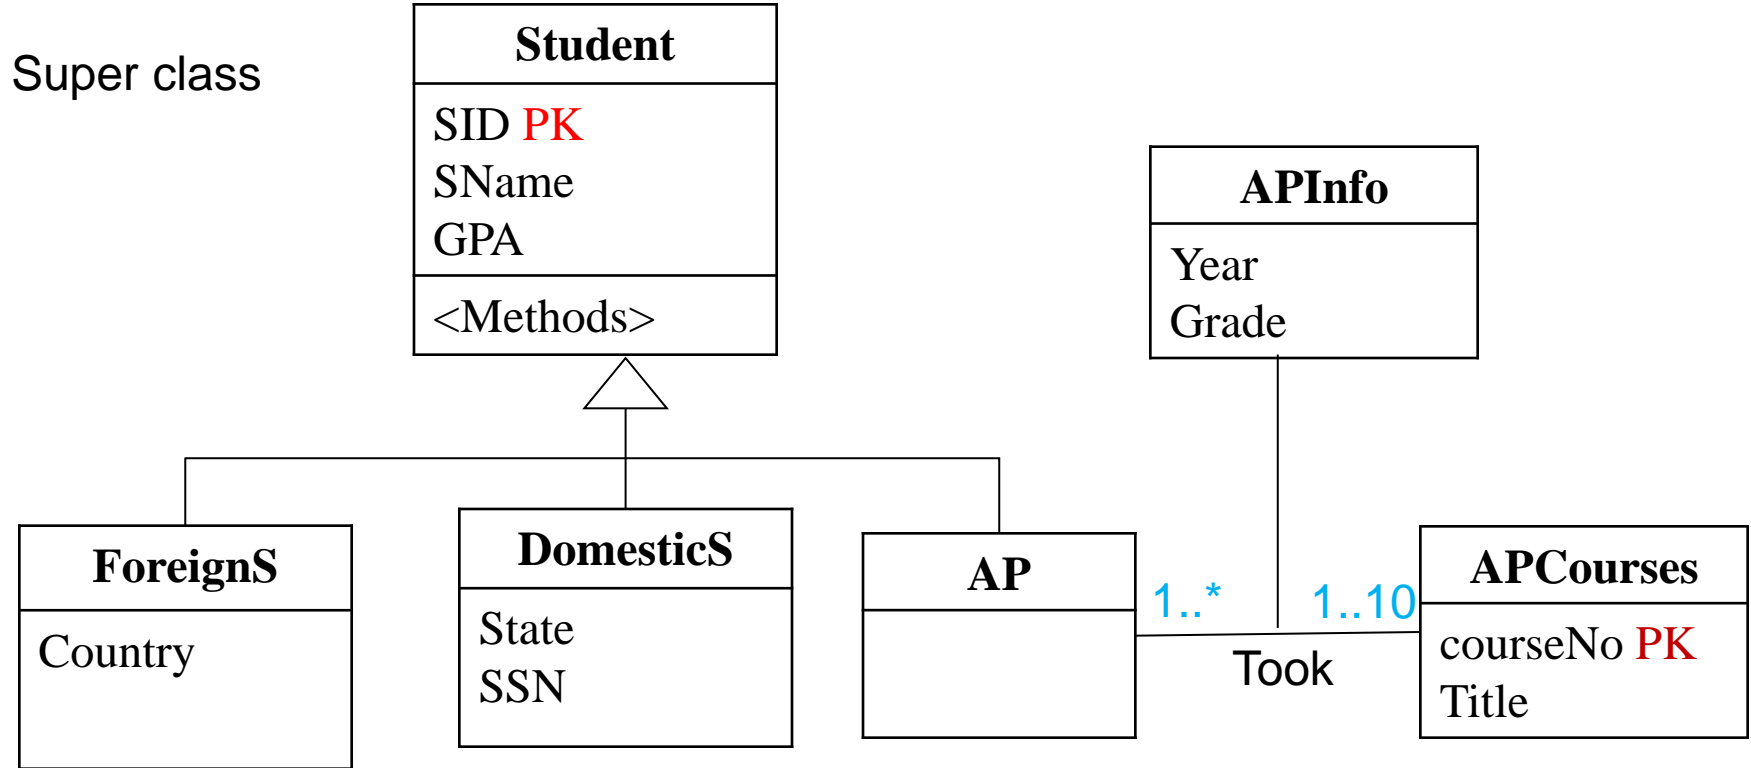 Super class
Student
SID PK
SName
GPA
<Methods>
APInfo
Year
Grade
ForeignS
Country
DomesticS
State
SSN
AP
1..*
1..10
Took
APCourses
courseNo PK
Title